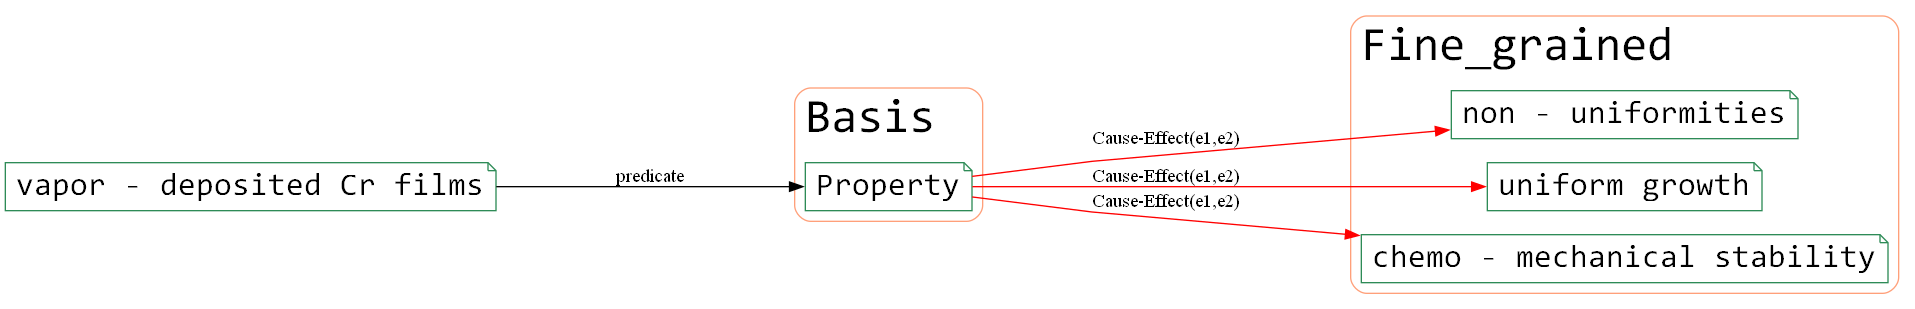 vapor - deposited Cr films
predicate
Basis
Property
Cause-Effect(e1,e2)
Cause-Effect(e1,e2)
Cause-Effect(e1,e2)
Fine_grained
non - uniformities
uniform growth
chemo - mechanical stability